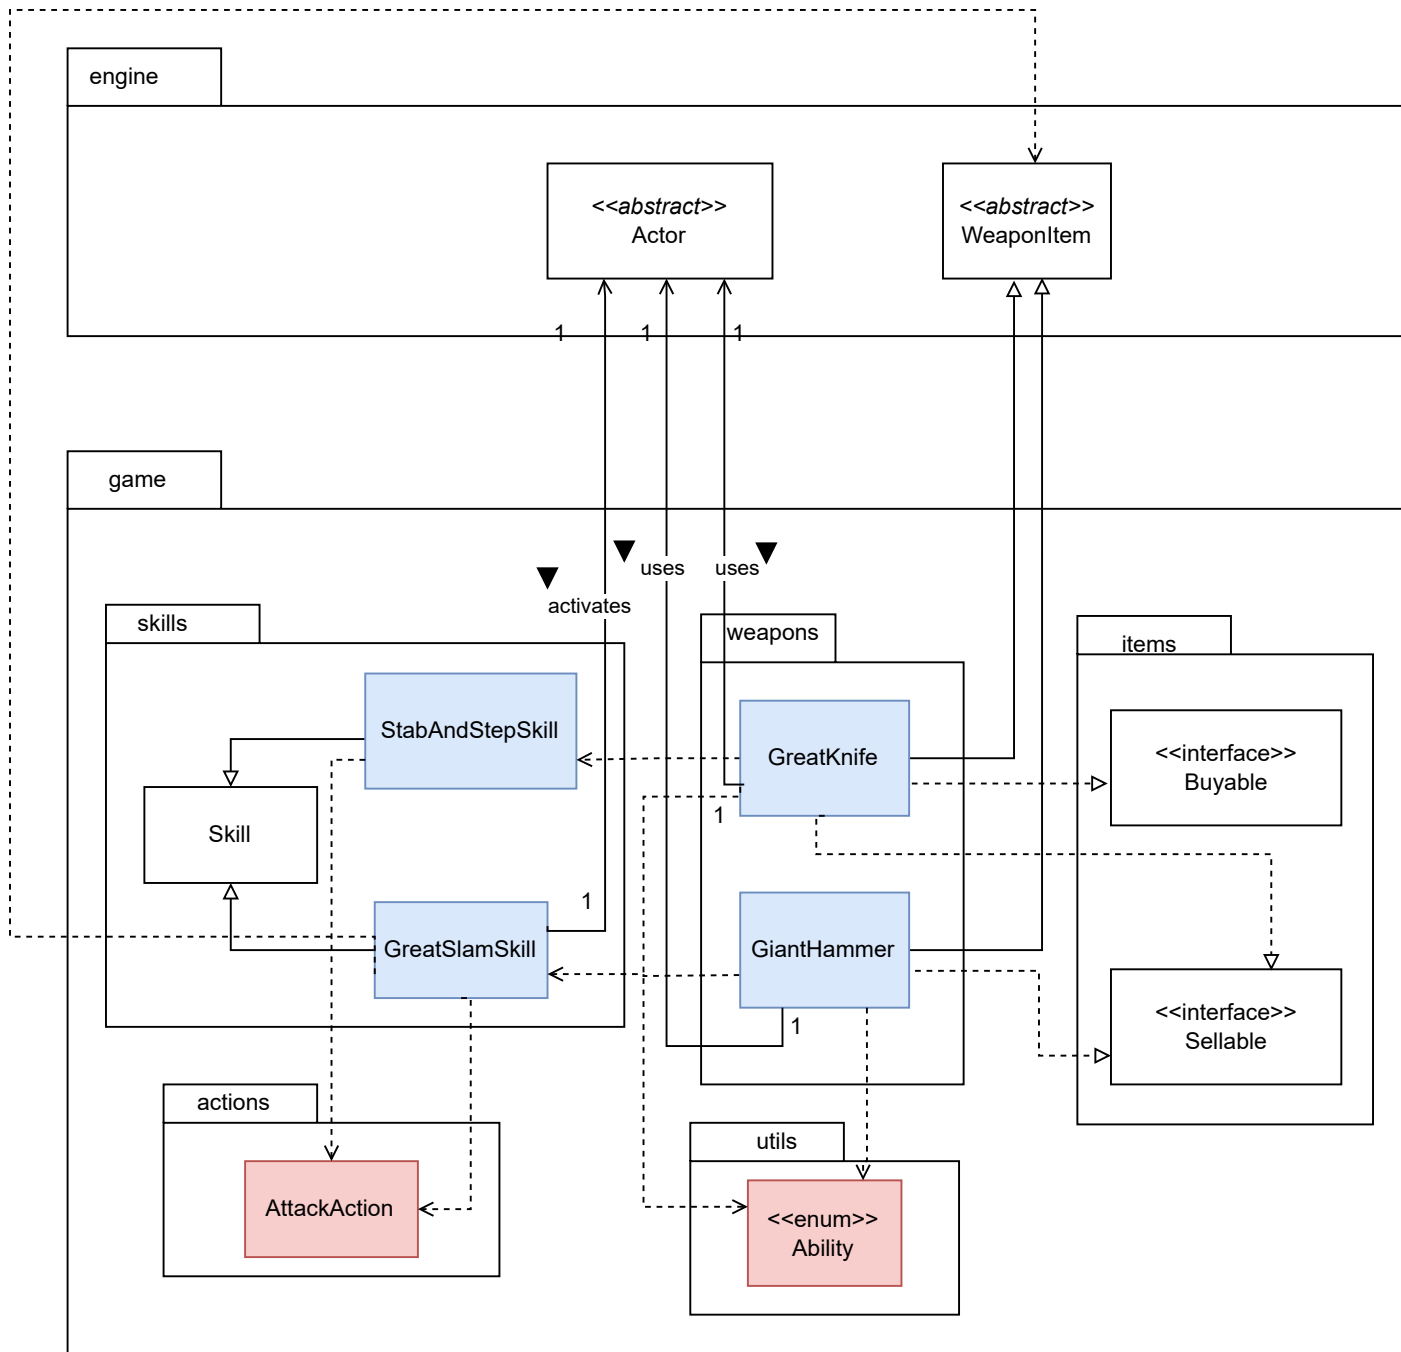 engine
<<abstract>>
Actor
<<abstract>>
WeaponItem
1
1
1
game
uses
uses
activates
skills
weapons
items
StabAndStepSkill
GreatKnife
<<interface>>
Buyable
1
Skill
1
GreatSlamSkill
GiantHammer
1
<<interface>>
Sellable
actions
utils
AttackAction
<<enum>>
Ability